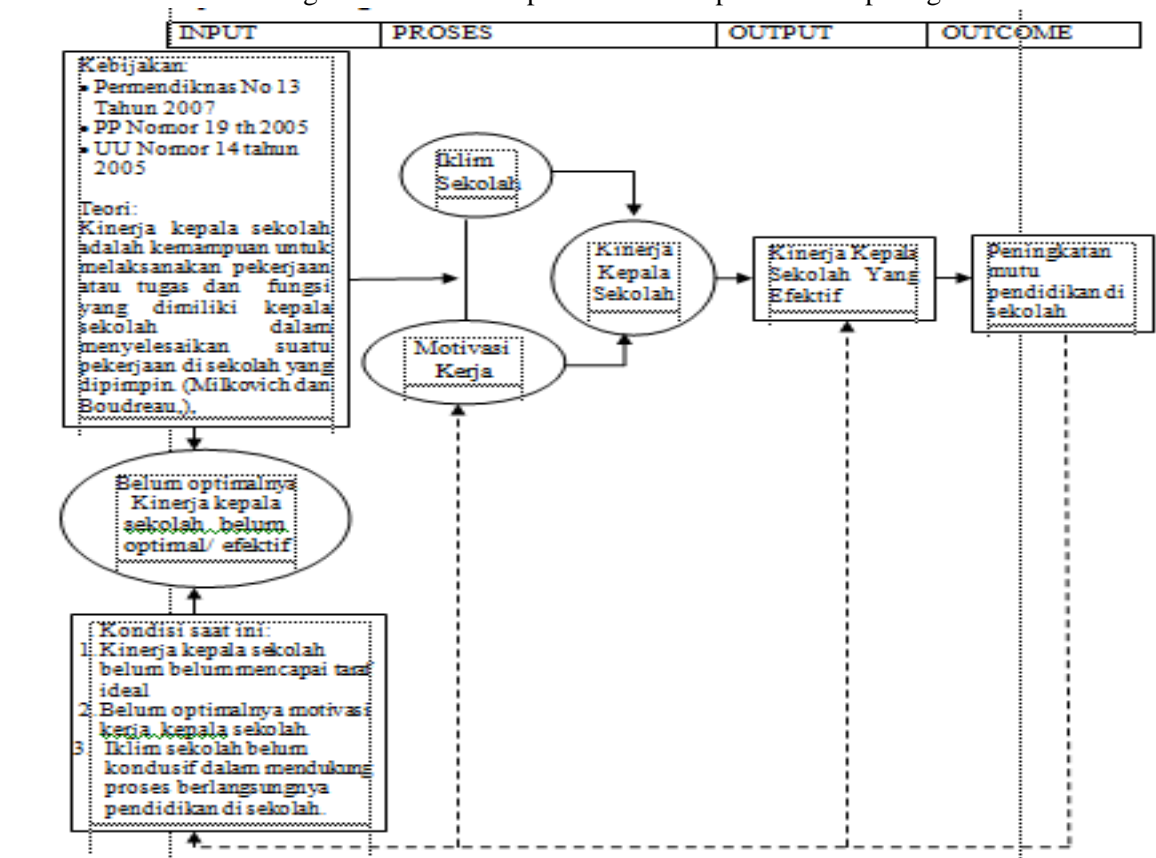 INPUT PROSES OUTPUT OUTCOME
Kebijakan:
• Permendiknas No 13
Tahun 2007
• PP Nomor 19 th 2005
• UU Nomor 14 tahun
2005
Teori:
Kinerja kepala sekolah
adalah kemampuan untuk
melaksanakan pekerjaan
atau tugas dan fungsi
yang dimiliki kepala
sekolah dalam
menyelesaikan suatu
pekerjaan di sekolah yang
dipimpin. (Milkovich dan
Boudreau,),
Iklim
Sekolah
Motivasi
Kerja
Kinerja
Kepala
Sekolah
Kinerja Kepala
Sekolah Yang
Efektif
Peningkatan
mutu
pendidikan di
sekolah
Belum optimalnya
Kinerja kepala
sekolah belum
optimal/ efektif
Kondisi saat ini:
1. Kinerja kepala sekolah
belum belum mencapai taraf
ideal
2. Belum optimalnya motivasi
kerja kepala sekolah.
3. Iklim sekolah belum
kondusif dalam mendukung
proses berlangsungnya
pendidikan di sekolah.